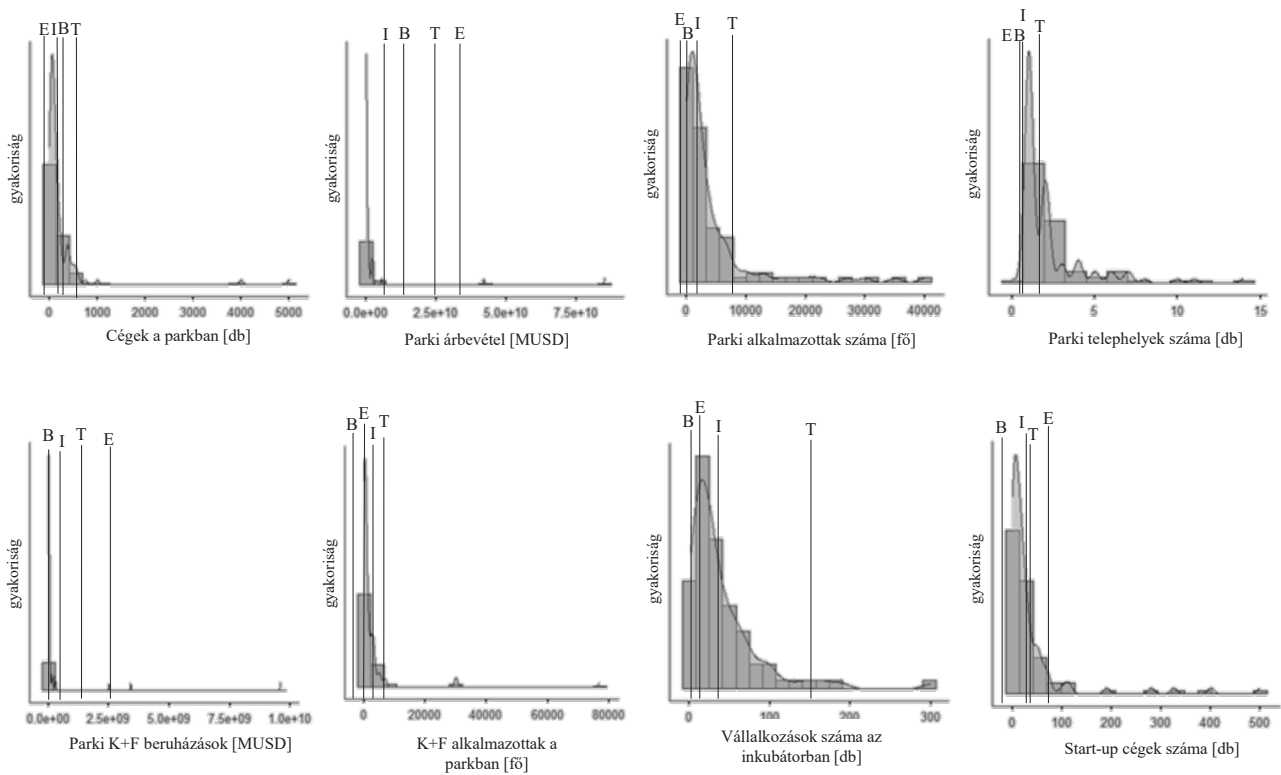 E I B T
gyakoriság
0 1000 2000 3000 4000 5000
Cégek a parkban [db]
I B T E
gyakoriság
0.0e+00 2.5e+10 5.0e+10 7.5e+10
Parki árbevétel [MUSD]
E B I T
gyakoriság
0 10000 20000 30000 40000
Parki alkalmazottak száma [fő]
E B I T
gyakoriság
0 5 10 15
Parki telephelyek száma [db]
B I T E
gyakoriság
0.0e+00 2.5e+09 5.0e+09 7.5e+09 1.0e+10
Parki K+F beruházások [MUSD]
B E I T
gyakoriság
0 20000 40000 60000 80000
K+F alkalmazottak a
parkban [fő]
B E I T
gyakoriság
0 100 200 300
Vállalkozások száma az
inkubátorban [db]
B I T E
gyakoriság
0 100 200 300 400 500
Start-up cégek száma [db]